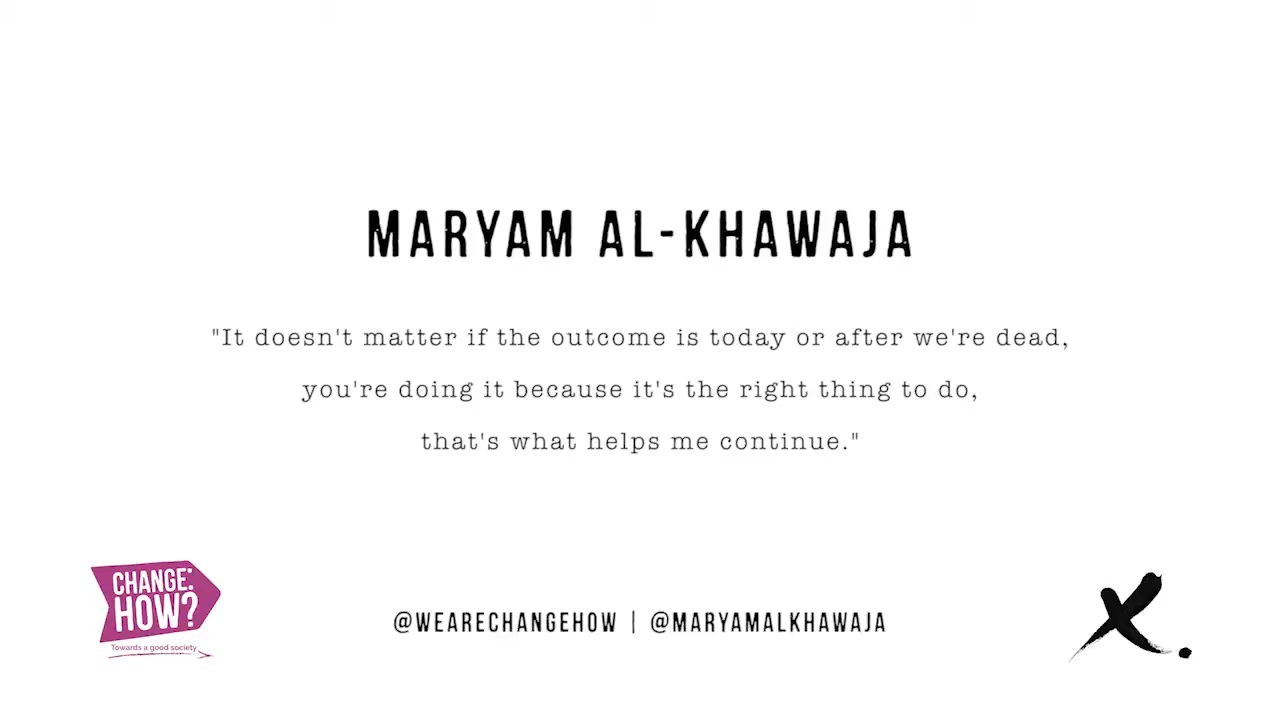 MARYAM AL-KHAWAJA
"It doesn't matter if the outcome is today or after we're dead,
you're doing it because it's the right thing to do,
that's what helps me continue."
CHANGE:
HOW?
Towards a good society
@WEARECHANGEHOW | @MARYAMALKHAWAJA
X.